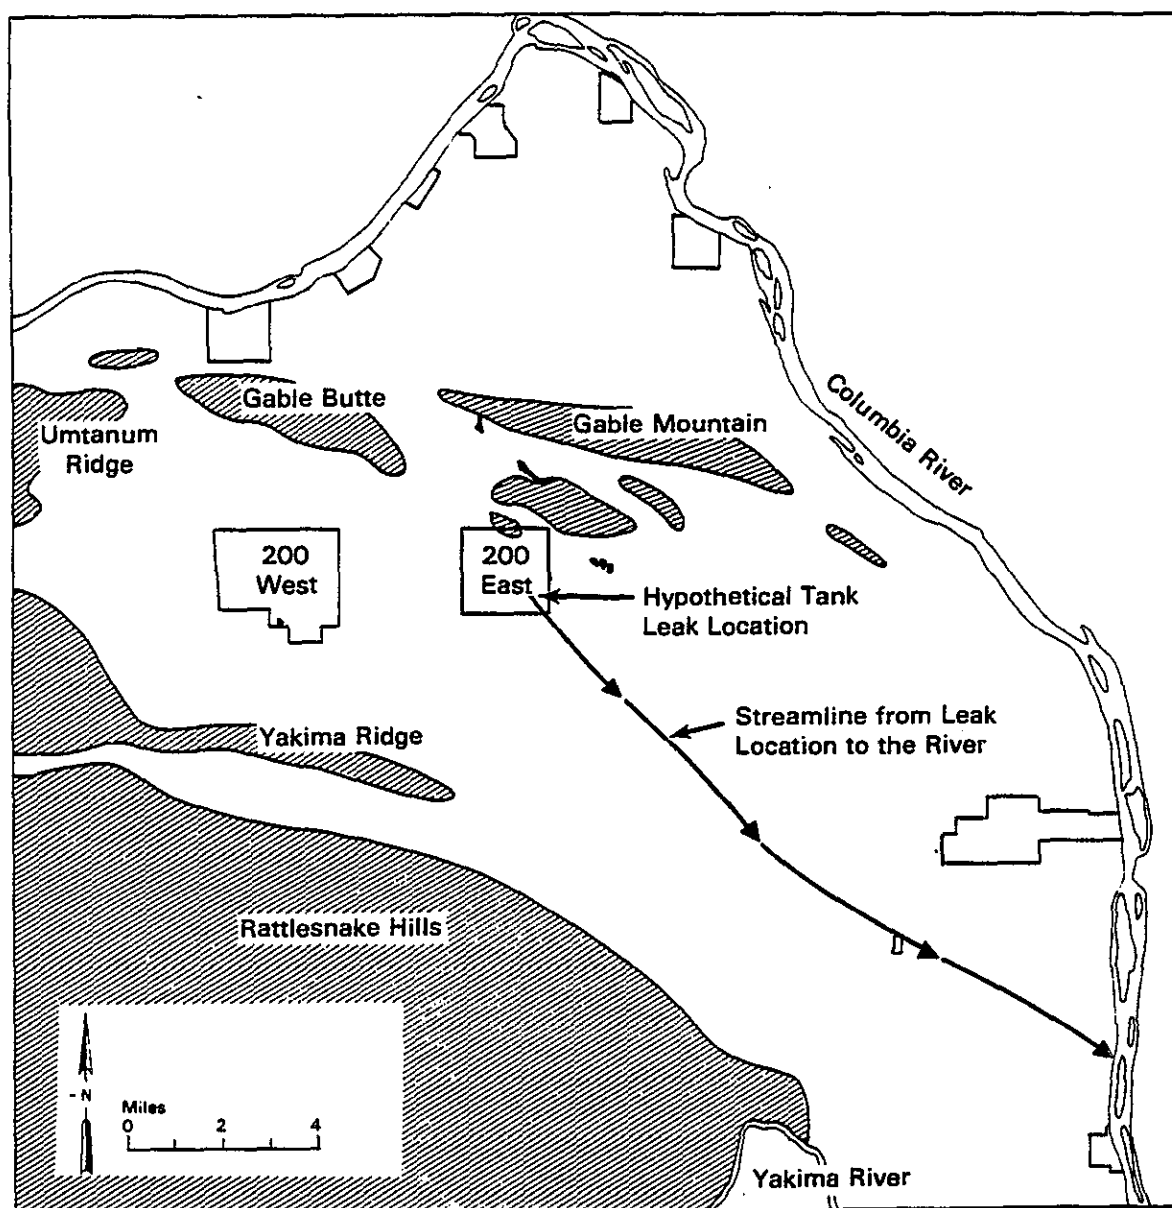 Columbia River
Gable Butte
Umtanum
Ridge
Gable Mountain
200
West
200
East
Hypothetical Tank
Leak Location
Streamline from Leak
Location to the River
Yakima Ridge
Rattlesnake Hills
- N
Miles
0 2 4
Yakima River